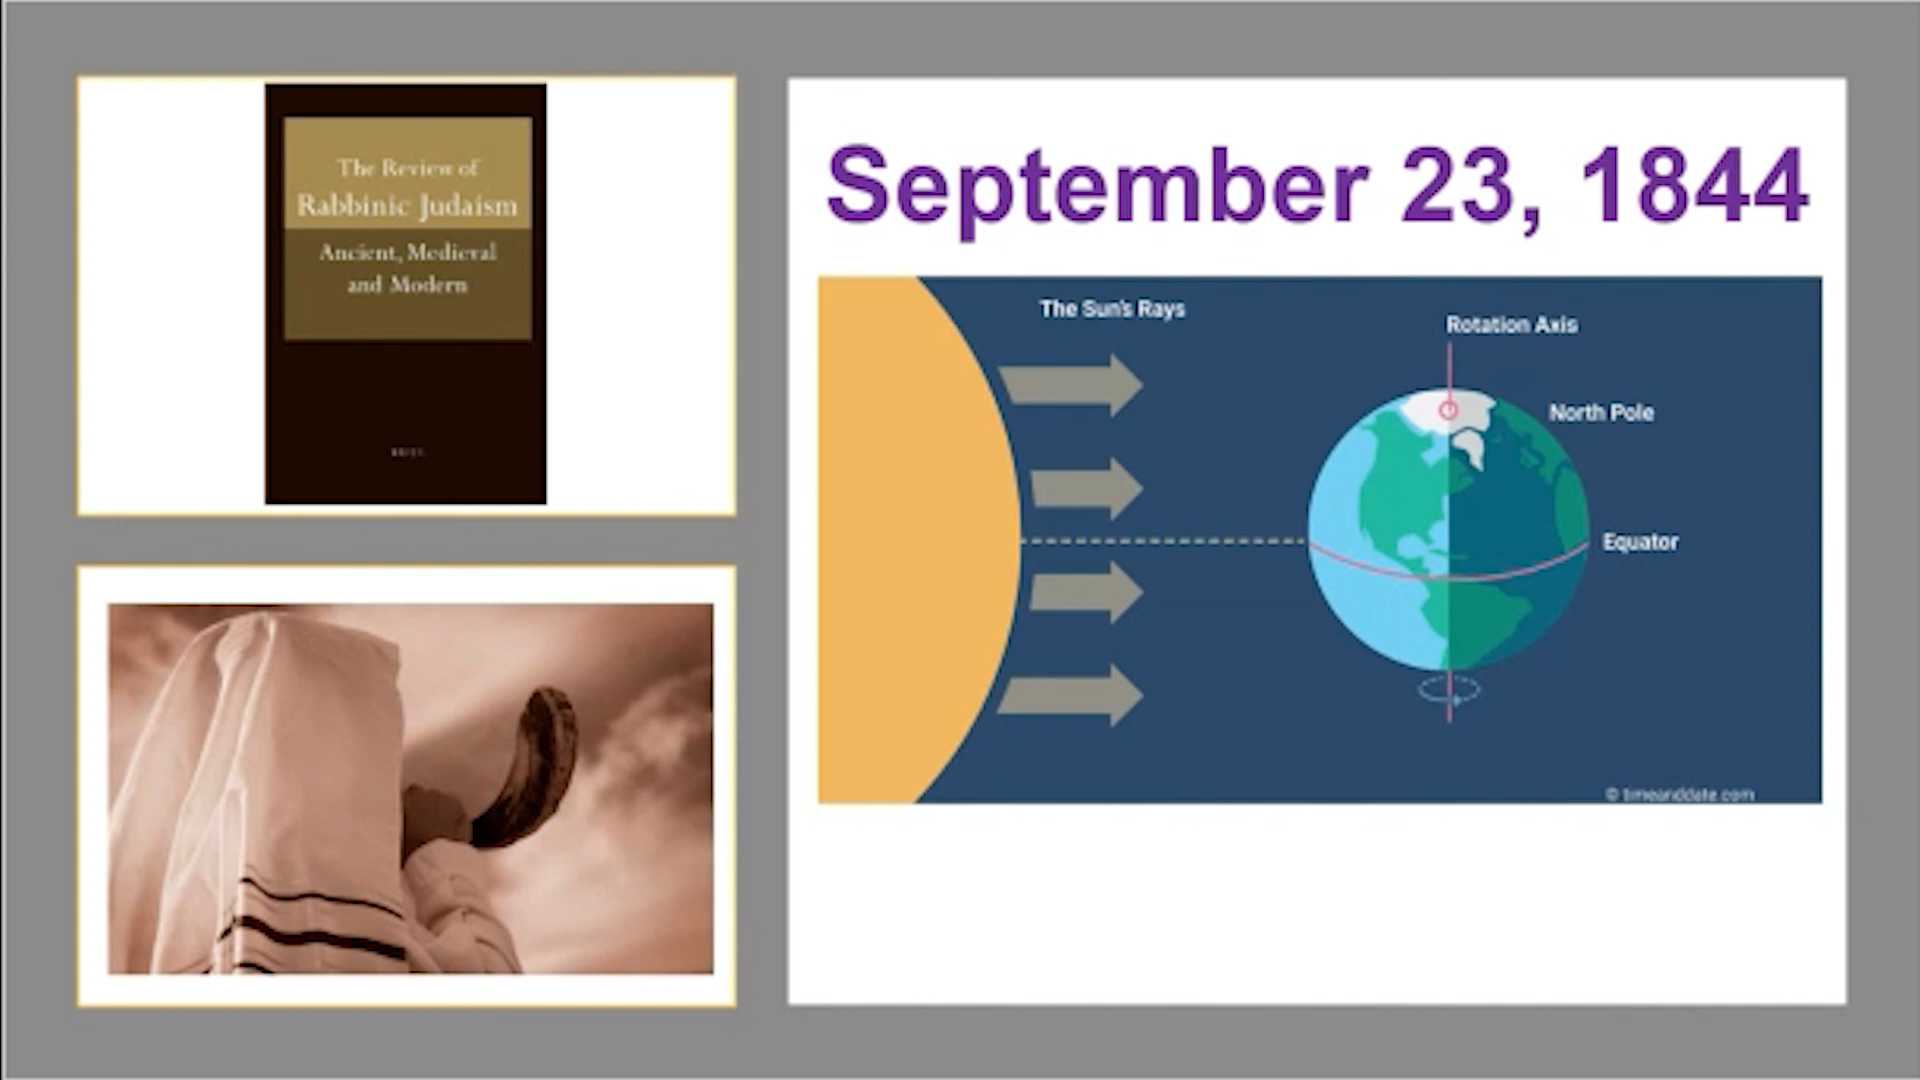 The Review of
Rabbinic Judaism
Ancient, Medieval
and Modern
September 23, 1844
The Sun's Rays
Rotation Axis
North Pole
Equator
© timeanddate.com